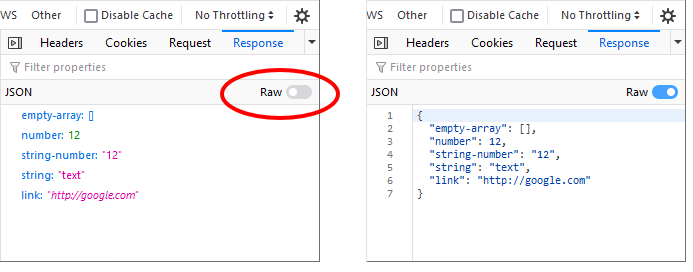 WS Other Disable Cache No Throttling
Headers Cookies Request Response
Filter properties
JSON Raw
empty-array: []
number: 12
string-number: "12"
string: "text"
link: "http://google.com"
WS Other Disable Cache No Throttling
Headers Cookies Request Response
Filter properties
JSON Raw
1 {
2 "empty-array": [],
3 "number": 12,
4 "string-number": "12",
5 "string": "text",
6 "link": "http://google.com"
7 }